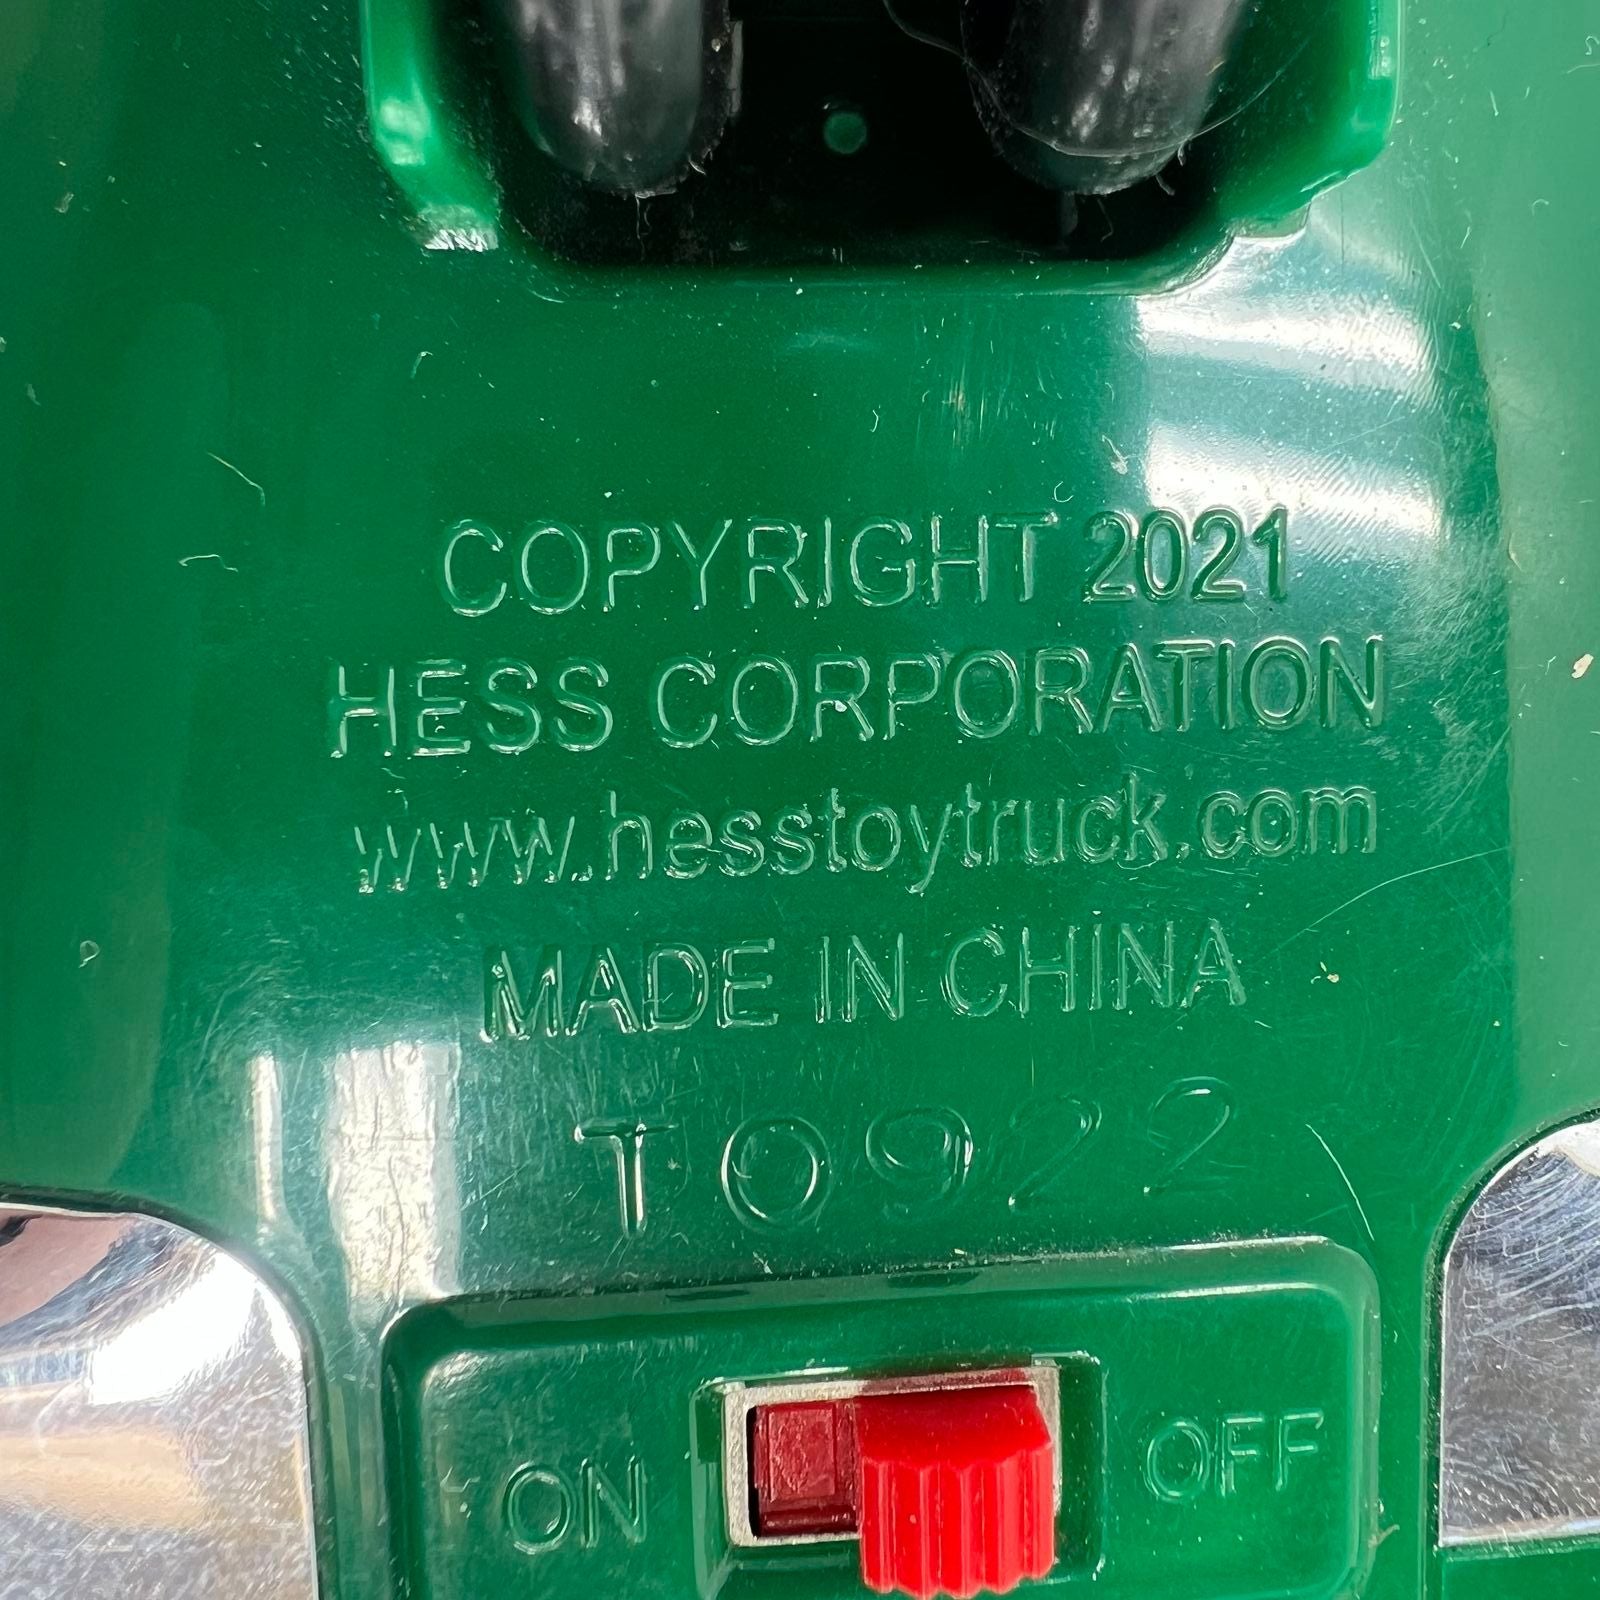 COPYRIGHT 2021
HESS CORPORATION
www.hesstoytruck.com
MADE IN CHINA
T0922
ON OFF